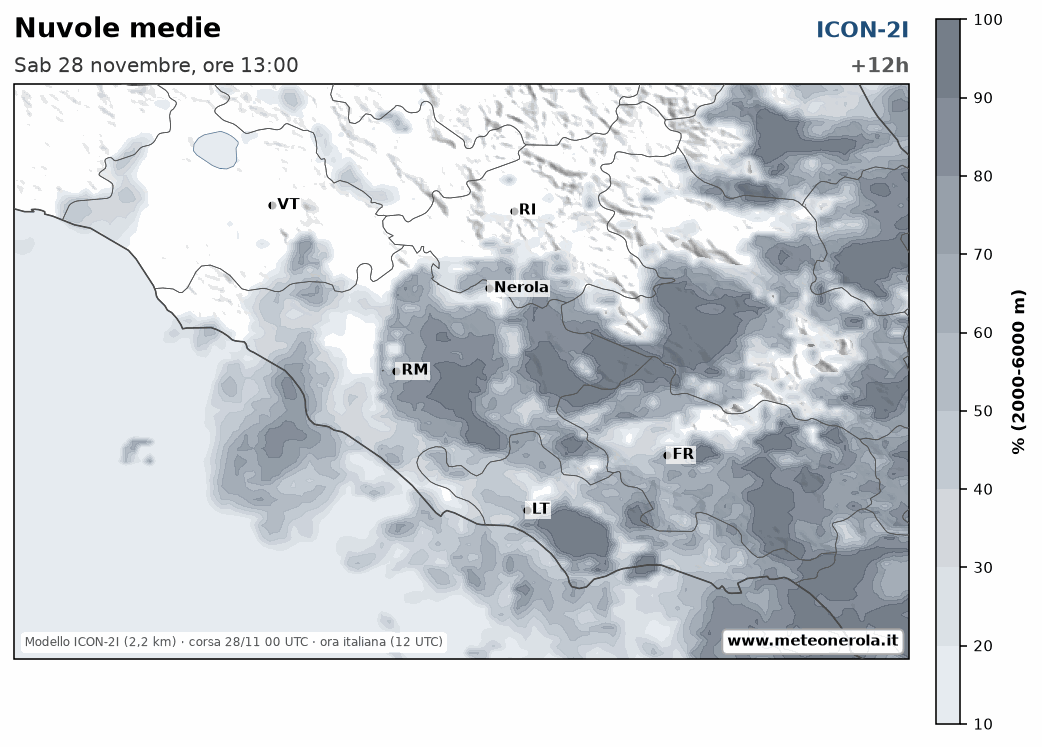 Nuvole medie
ICON-2I
Sab 28 novembre, ore 13:00
+12h
100
90
80
70
60
50
40
30
20
10
% (2000-6000 m)
VT
RI
Nerola
RM
FR
LT
Modello ICON-2I (2,2 km) · corsa 28/11 00 UTC · ora italiana (12 UTC)
www.meteonerola.it